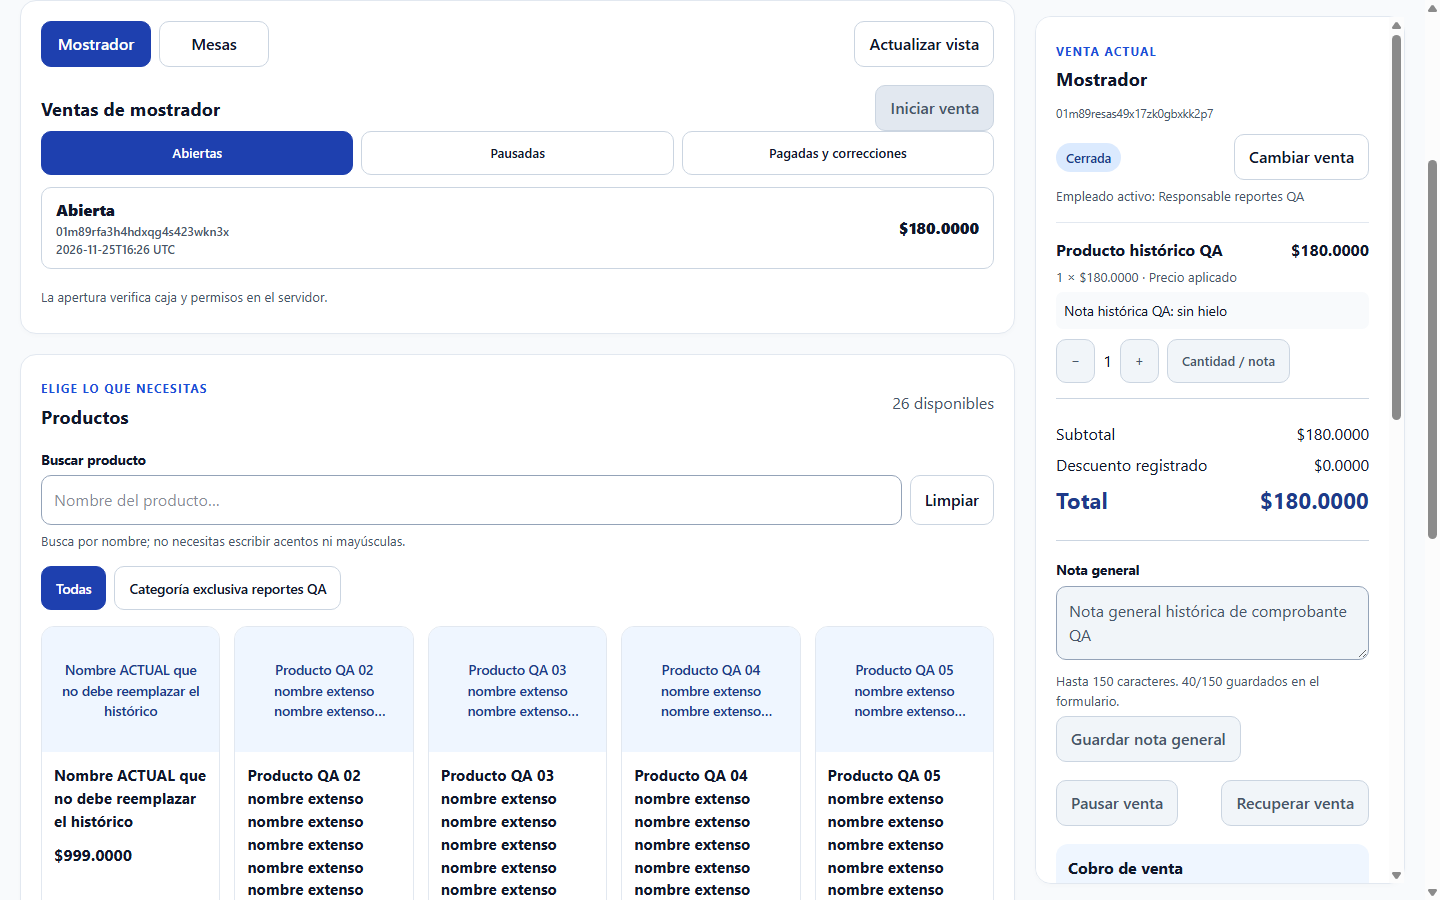 Mostrador
Mesas
Actualizar vista
Ventas de mostrador
Iniciar venta
Abiertas
Pausadas
Pagadas y correcciones
Abierta
01m89rfa3h4hdxqg4s423wkn3x
2026-11-25T16:26 UTC
$180.0000
La apertura verifica caja y permisos en el servidor.
ELIGE LO QUE NECESITAS
Productos
26 disponibles
Buscar producto
Nombre del producto...
Limpiar
Busca por nombre; no necesitas escribir acentos ni mayúsculas.
Todas
Categoría exclusiva reportes QA
Nombre ACTUAL que
no debe reemplazar el
histórico
Nombre ACTUAL que
no debe reemplazar
el histórico
$999.0000
Producto QA 02
nombre extenso
nombre extenso...
Producto QA 02
nombre extenso
nombre extenso
nombre extenso
nombre extenso
nombre extenso
Producto QA 03
nombre extenso
nombre extenso...
Producto QA 03
nombre extenso
nombre extenso
nombre extenso
nombre extenso
nombre extenso
Producto QA 04
nombre extenso
nombre extenso...
Producto QA 04
nombre extenso
nombre extenso
nombre extenso
nombre extenso
nombre extenso
Producto QA 05
nombre extenso
nombre extenso...
Producto QA 05
nombre extenso
nombre extenso
nombre extenso
nombre extenso
nombre extenso
VENTA ACTUAL
Mostrador
01m89resas49x17zk0gbxkk2p7
Cerrada
Cambiar venta
Empleado activo: Responsable reportes QA
Producto histórico QA
$180.0000
1 × $180.0000 · Precio aplicado
Nota histórica QA: sin hielo
− 1 +
Cantidad / nota
Subtotal $180.0000
Descuento registrado $0.0000
Total $180.0000
Nota general
Nota general histórica de comprobante
QA
Hasta 150 caracteres. 40/150 guardados en el
formulario.
Guardar nota general
Pausar venta
Recuperar venta
Cobro de venta